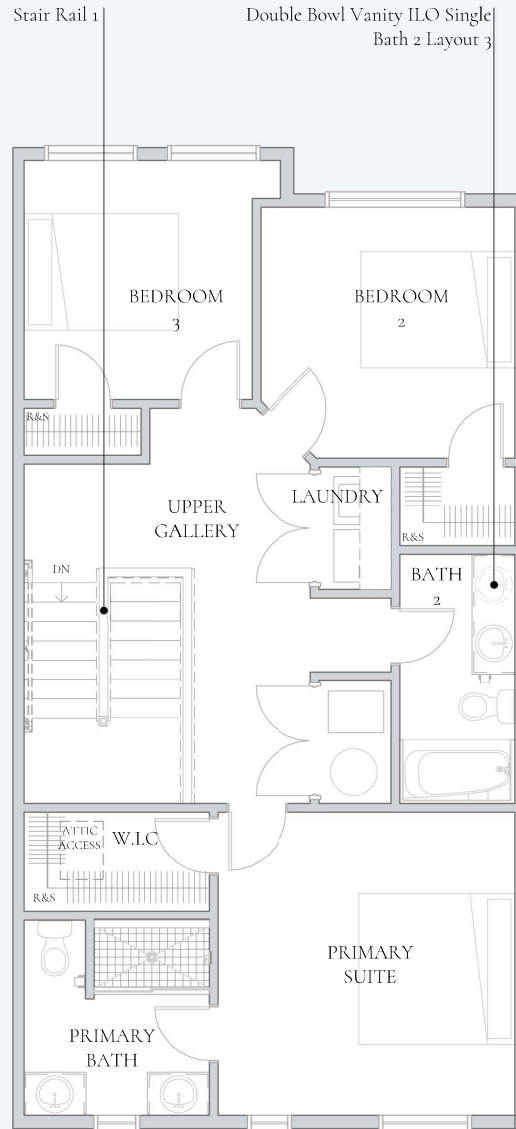 Stair Rail 1
Double Bowl Vanity ILO Single
Bath 2 Layout 3
BEDROOM
3
BEDROOM
2
R&S
LAUNDRY
UPPER
GALLERY
R&S
DN
BATH
2
ATTIC
ACCESS
W.I.C
R&S
PRIMARY
SUITE
PRIMARY
BATH